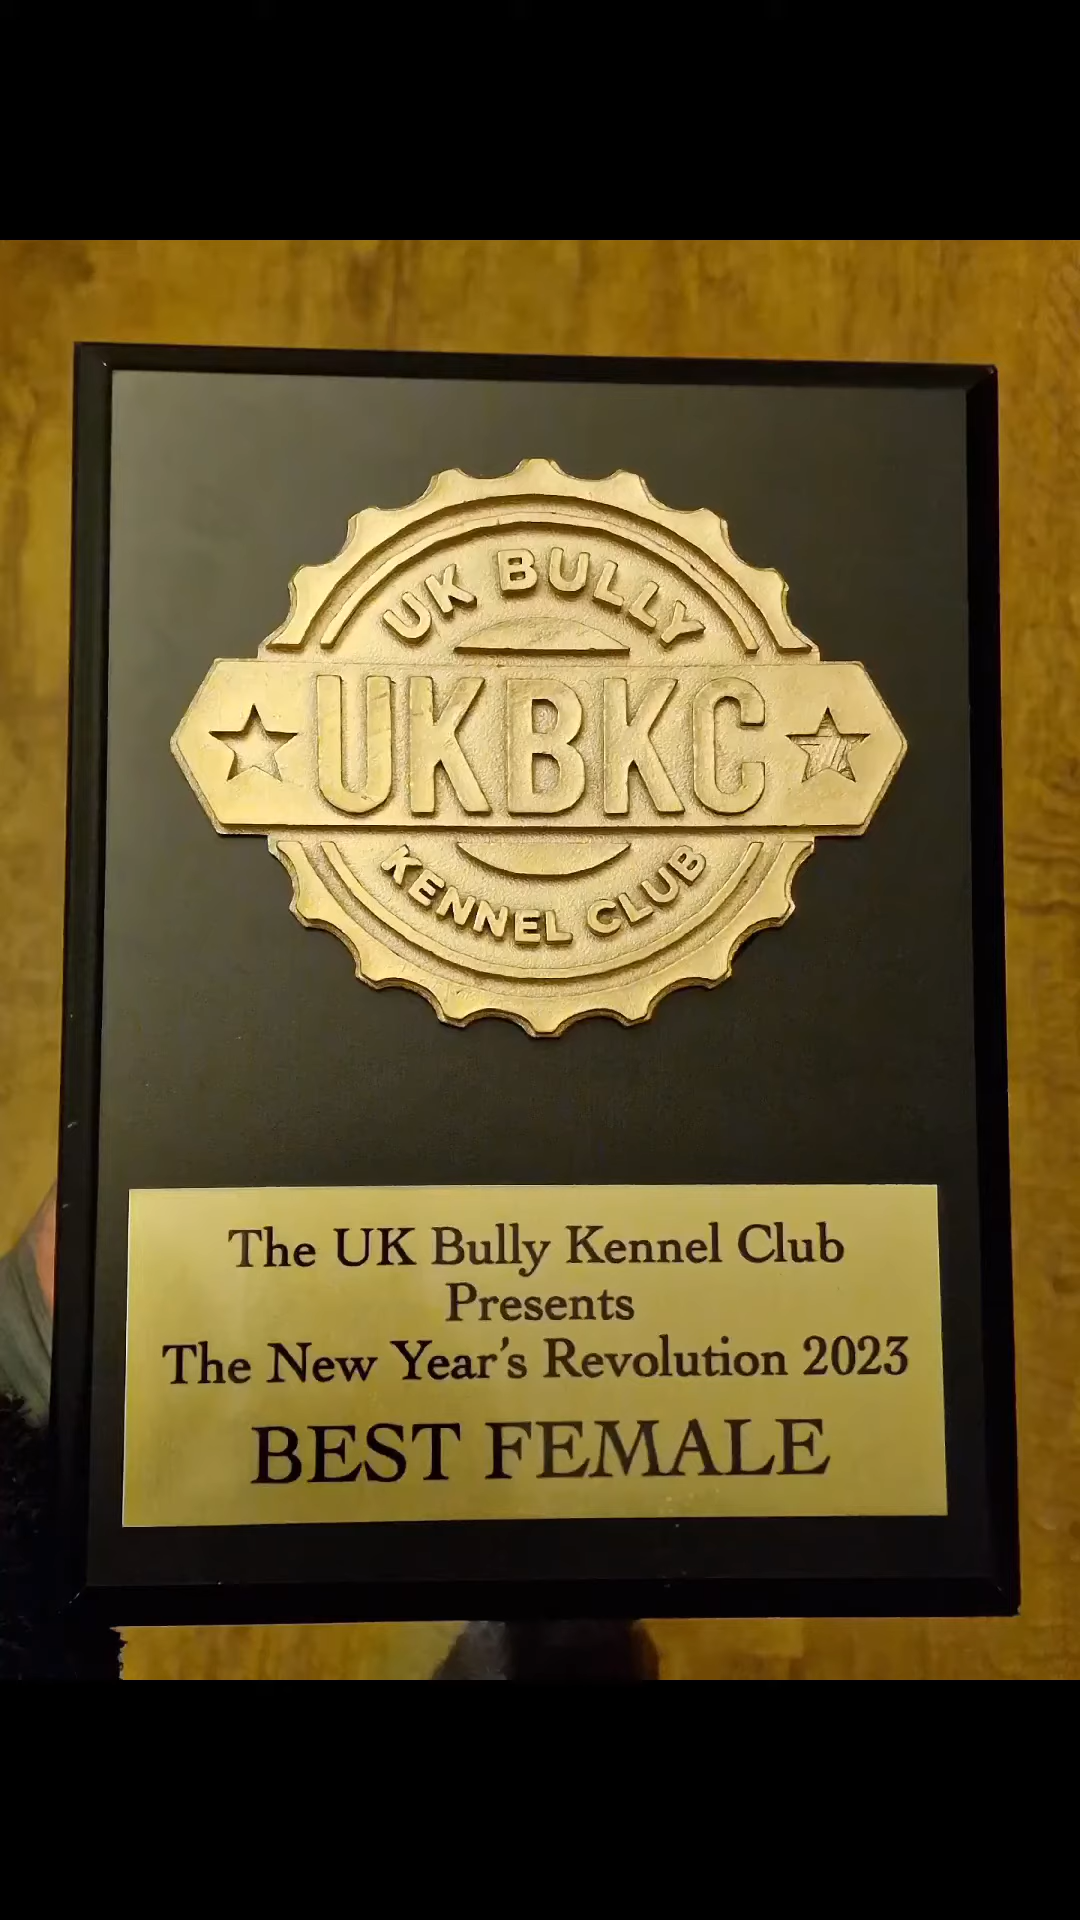 UK BULLY
UKBKC
KENNEL CLUB
The UK Bully Kennel Club
Presents
The New Year's Revolution 2023
BEST FEMALE